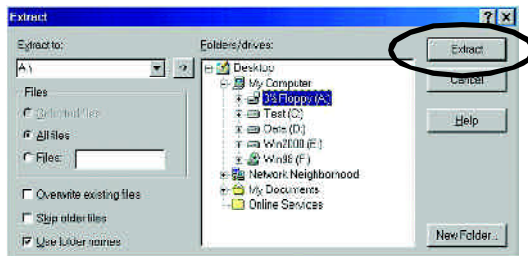 Extract
Extract to:
A:\
Files
Selected files
All files
Files:
Overwrite existing files
Skip older files
Use folder names
Folders/drives:
Desktop
My Computer
3½ Floppy (A:)
Test (C:)
Data (D:)
Win2000 (E:)
Win98 (F:)
Network Neighborhood
My Documents
Online Services
Extract
Cancel
Help
New Folder...